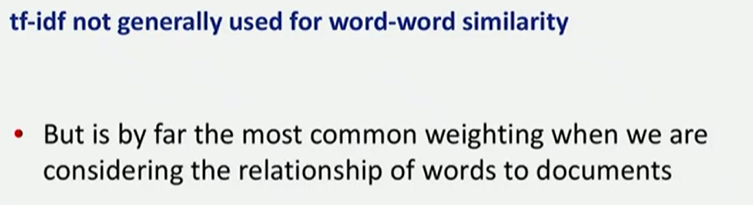 tf-idf not generally used for word-word similarity
• But is by far the most common weighting when we are
considering the relationship of words to documents